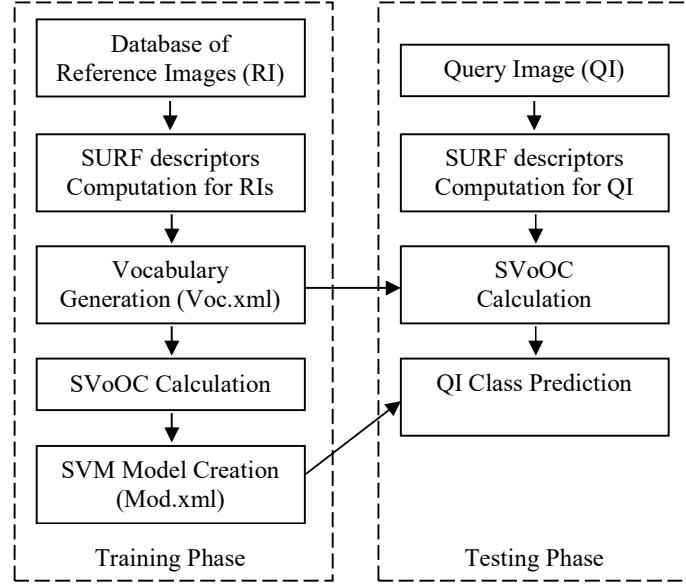 Database of
Reference Images (RI)
SURF descriptors
Computation for RIs
Vocabulary
Generation (Voc.xml)
SVoOC Calculation
SVM Model Creation
(Mod.xml)
Training Phase
Query Image (QI)
SURF descriptors
Computation for QI
SVoOC
Calculation
QI Class Prediction
Testing Phase